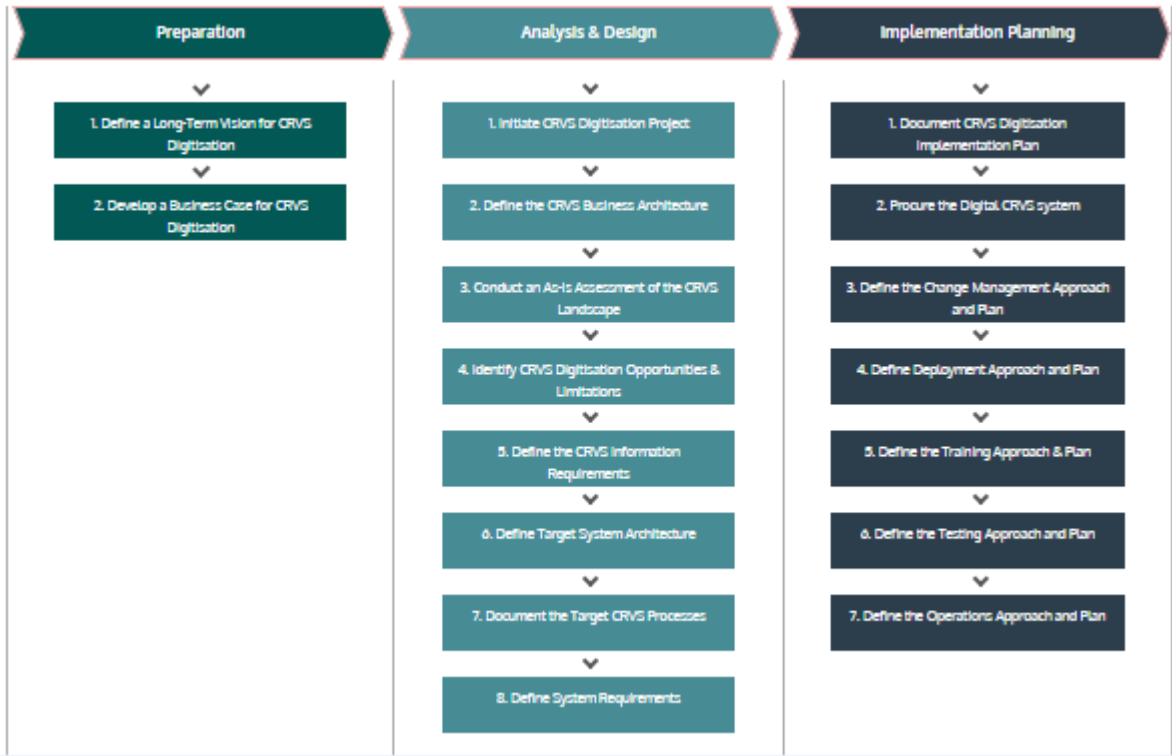 Preparation
1. Define a Long-Term Vision for CRVS
Digitisation
2. Develop a Business Case for CRVS
Digitisation
Analysis & Design
1. Initiate CRVS Digitisation Project
2. Define the CRVS Business Architecture
3. Conduct an As-Is Assessment of the CRVS
Landscape
4. Identify CRVS Digitisation Opportunities &
Limitations
5. Define the CRVS Information
Requirements
6. Define Target System Architecture
7. Document the Target CRVS Processes
8. Define System Requirements
Implementation Planning
1. Document CRVS Digitisation
Implementation Plan
2. Procure the Digital CRVS system
3. Define the Change Management Approach
and Plan
4. Define Deployment Approach and Plan
5. Define the Training Approach & Plan
6. Define the Testing Approach and Plan
7. Define the Operations Approach and Plan